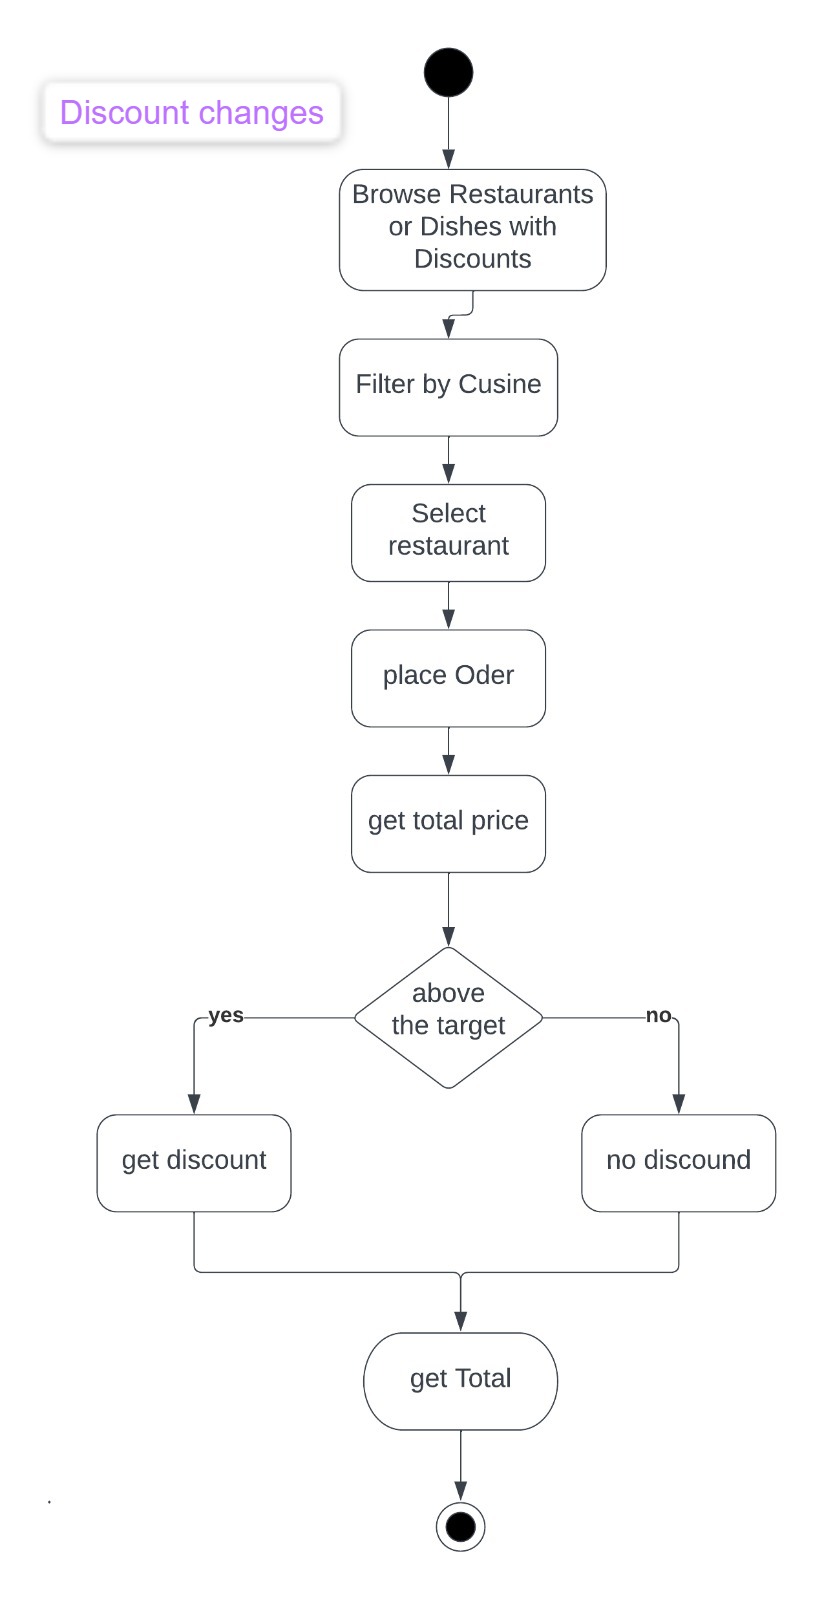 Discount changes
Browse Restaurants
or Dishes with
Discounts
Filter by Cusine
Select
restaurant
place Oder
get total price
above
the target
yes
no
get discount
no discound
get Total
.